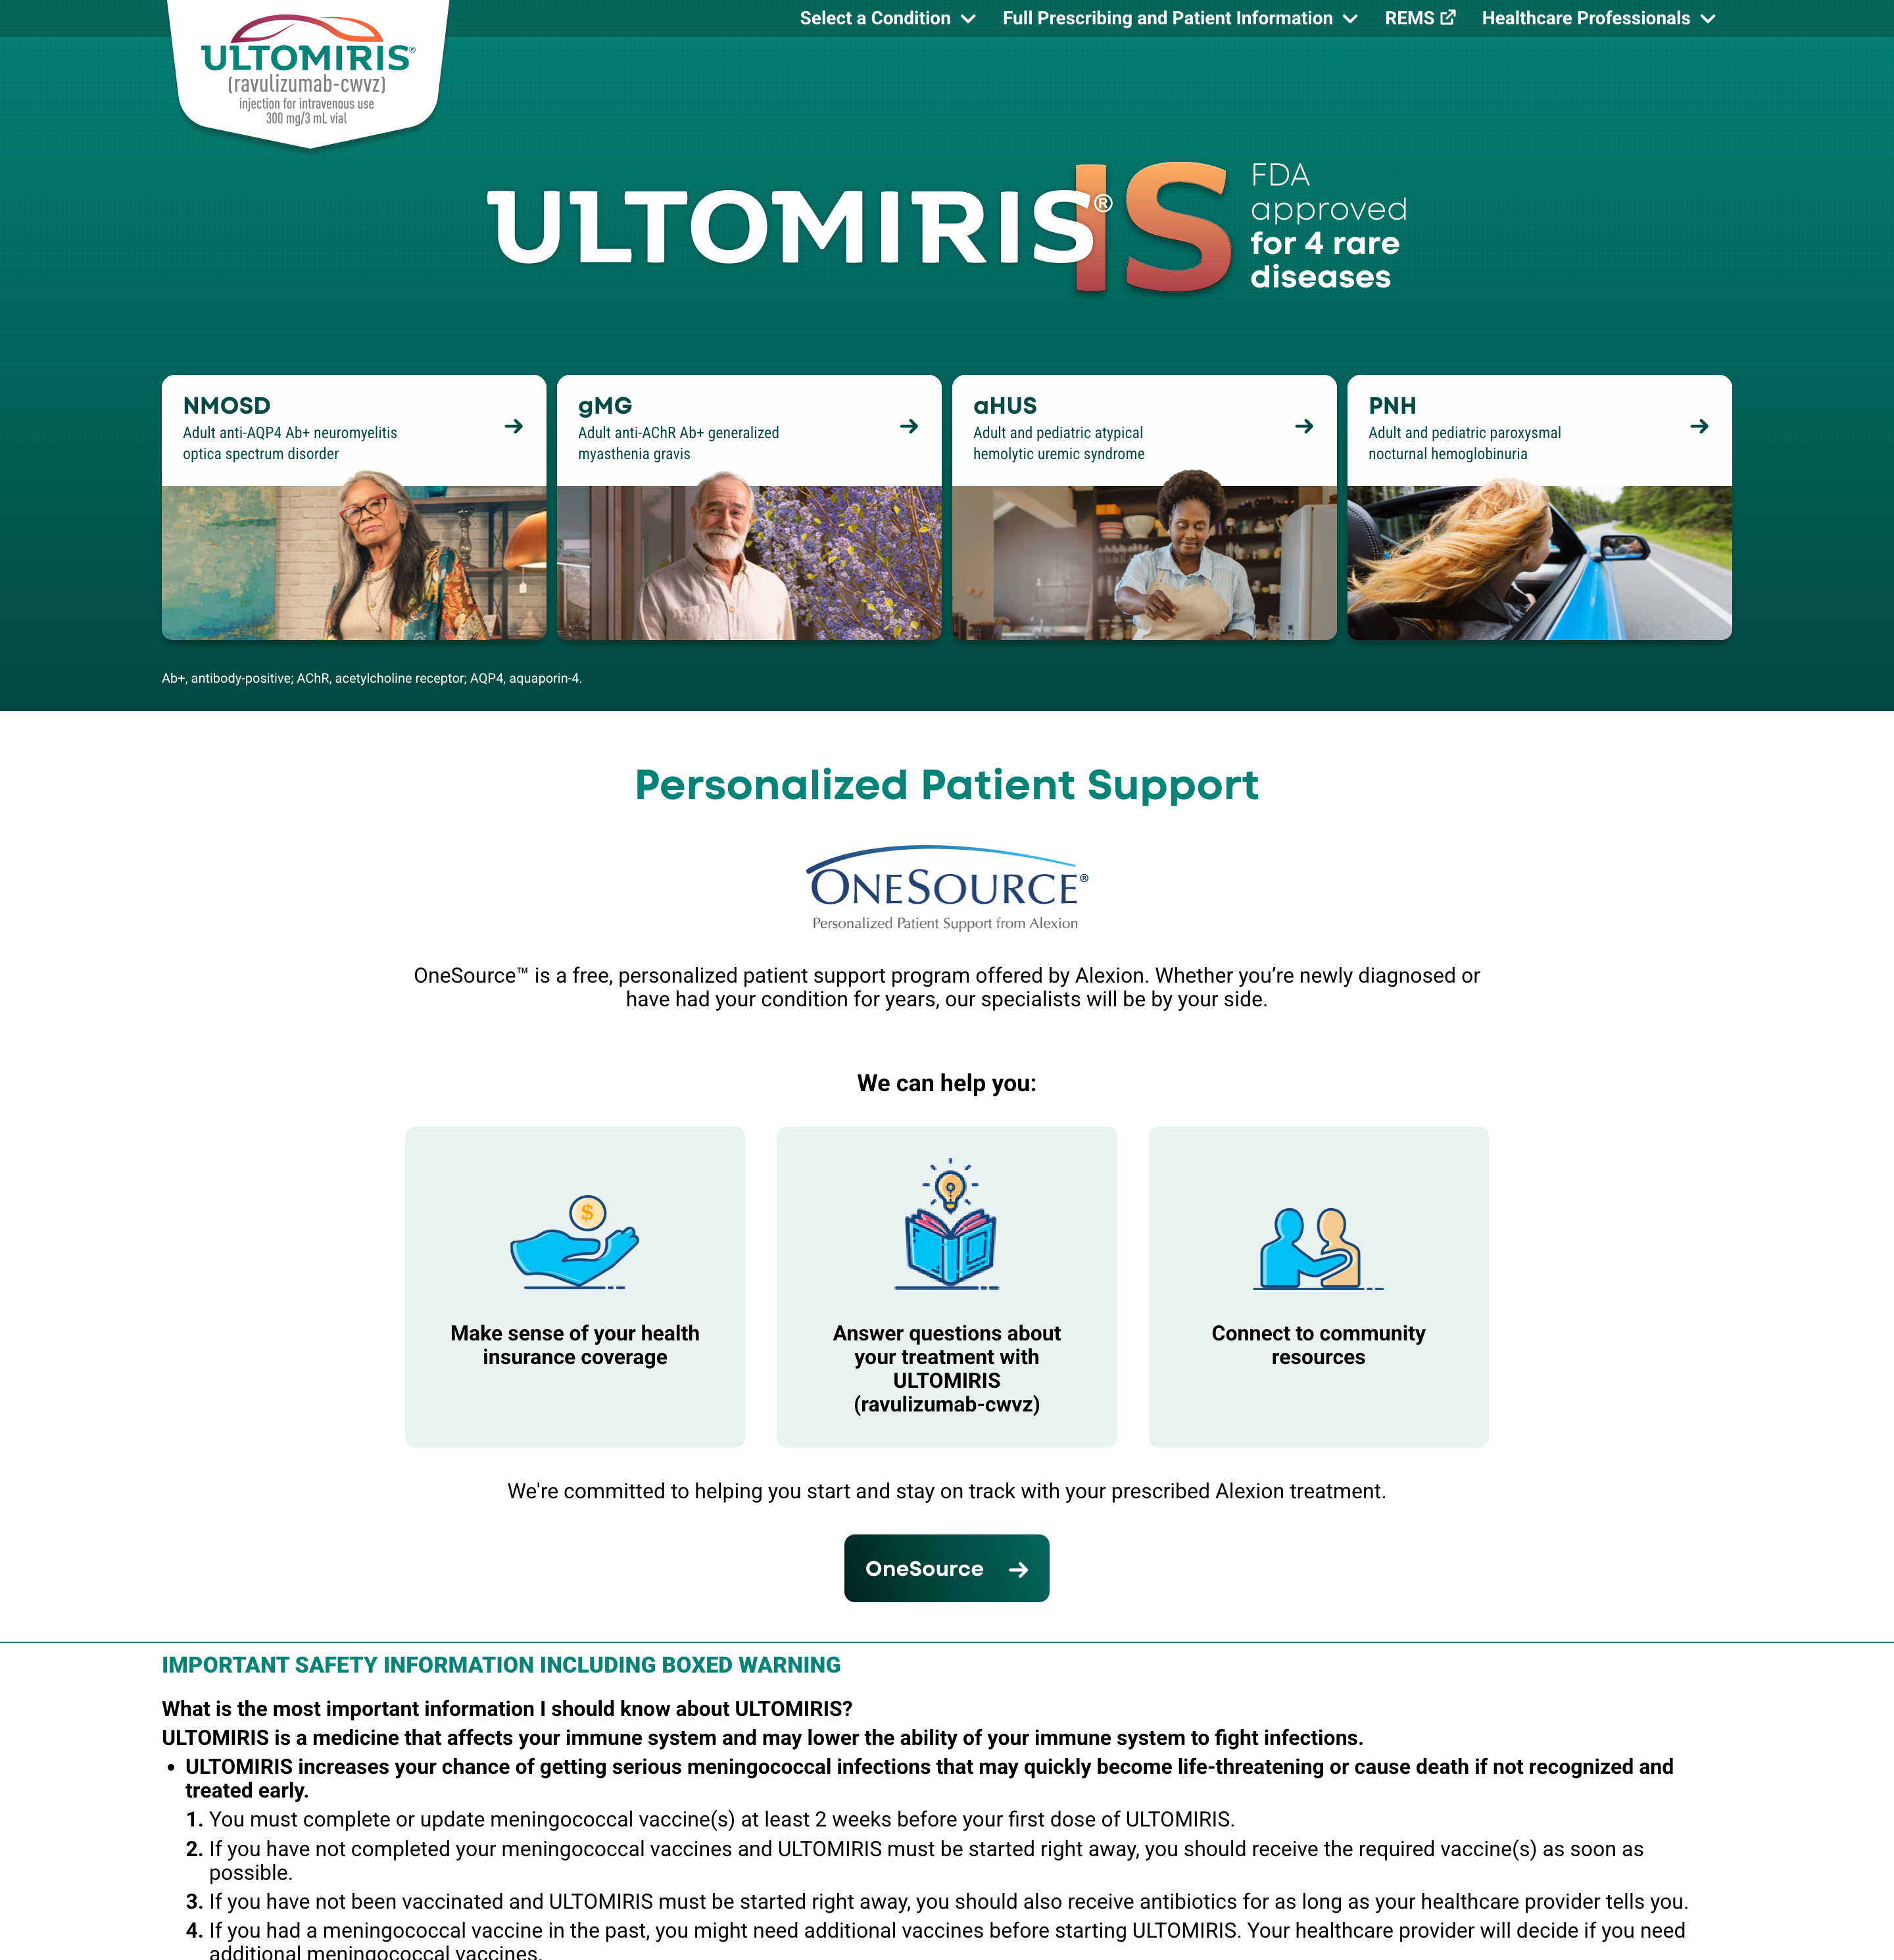 Select a Condition
Full Prescribing and Patient Information
REMS
Healthcare Professionals
ULTOMIRIS®
(ravulizumab-cwvz)
injection for intravenous use
300 mg/3 mL vial
ULTOMIRIS® IS
FDA
approved
for 4 rare
diseases
NMOSD
Adult anti-AQP4 Ab+ neuromyelitis
optica spectrum disorder
gMG
Adult anti-AChR Ab+ generalized
myasthenia gravis
aHUS
Adult and pediatric atypical
hemolytic uremic syndrome
PNH
Adult and pediatric paroxysmal
nocturnal hemoglobinuria
Ab+, antibody-positive; AChR, acetylcholine receptor; AQP4, aquaporin-4.
Personalized Patient Support
ONESOURCE®
Personalized Patient Support from Alexion
OneSource™ is a free, personalized patient support program offered by Alexion. Whether you’re newly diagnosed or
have had your condition for years, our specialists will be by your side.
We can help you:
$
Make sense of your health
insurance coverage
Answer questions about
your treatment with
ULTOMIRIS
(ravulizumab-cwvz)
Connect to community
resources
We're committed to helping you start and stay on track with your prescribed Alexion treatment.
OneSource
IMPORTANT SAFETY INFORMATION INCLUDING BOXED WARNING
What is the most important information I should know about ULTOMIRIS?
ULTOMIRIS is a medicine that affects your immune system and may lower the ability of your immune system to fight infections.
• ULTOMIRIS increases your chance of getting serious meningococcal infections that may quickly become life-threatening or cause death if not recognized and
treated early.
1. You must complete or update meningococcal vaccine(s) at least 2 weeks before your first dose of ULTOMIRIS.
2. If you have not completed your meningococcal vaccines and ULTOMIRIS must be started right away, you should receive the required vaccine(s) as soon as
possible.
3. If you have not been vaccinated and ULTOMIRIS must be started right away, you should also receive antibiotics for as long as your healthcare provider tells you.
4. If you had a meningococcal vaccine in the past, you might need additional vaccines before starting ULTOMIRIS. Your healthcare provider will decide if you need
additional meningococcal vaccines.